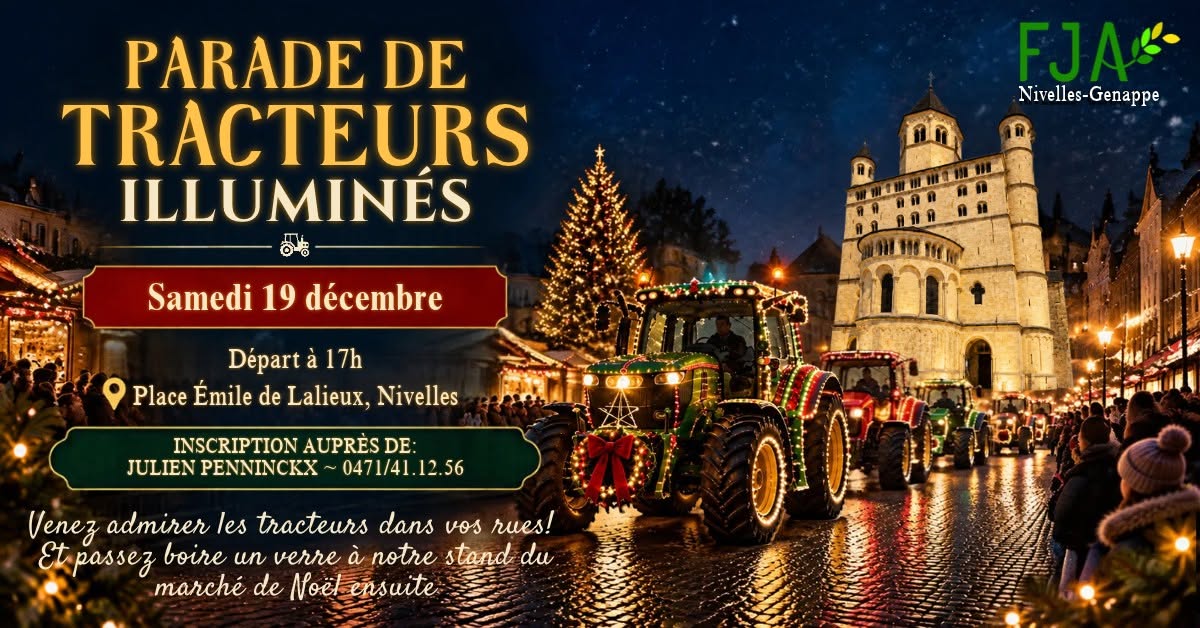 PARADE DE
TRACTEURS
ILLUMINÉS
Samedi 19 décembre
Départ à 17h
Place Émile de Lalieux, Nivelles
INSCRIPTION AUPRÈS DE:
JULIEN PENNINCKX ~ 0471/41.12.56
Venez admirer les tracteurs dans vos rues!
Et passez boire un verre à notre stand du
marché de Noël ensuite
FJA
Nivelles-Genappe